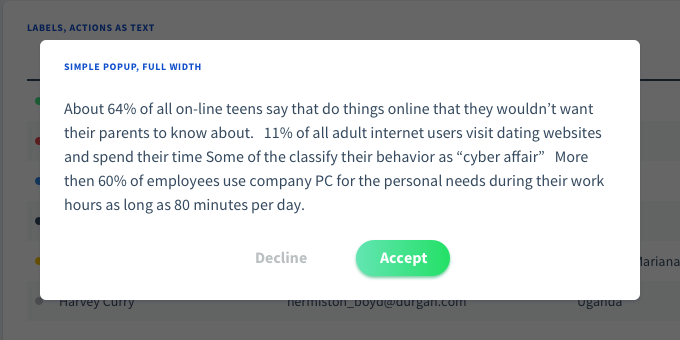 LABELS, ACTIONS AS TEXT
SIMPLE POPUP, FULL WIDTH
About 64% of all on-line teens say that do things online that they wouldn’t want
their parents to know about. 11% of all adult internet users visit dating websites
and spend their time Some of the classify their behavior as “cyber affair” More
then 60% of employees use company PC for the personal needs during their work
hours as long as 80 minutes per day.
Decline
Accept
Mariana
Harvey Curry
hermiston_boyd@durgan.com
Uganda